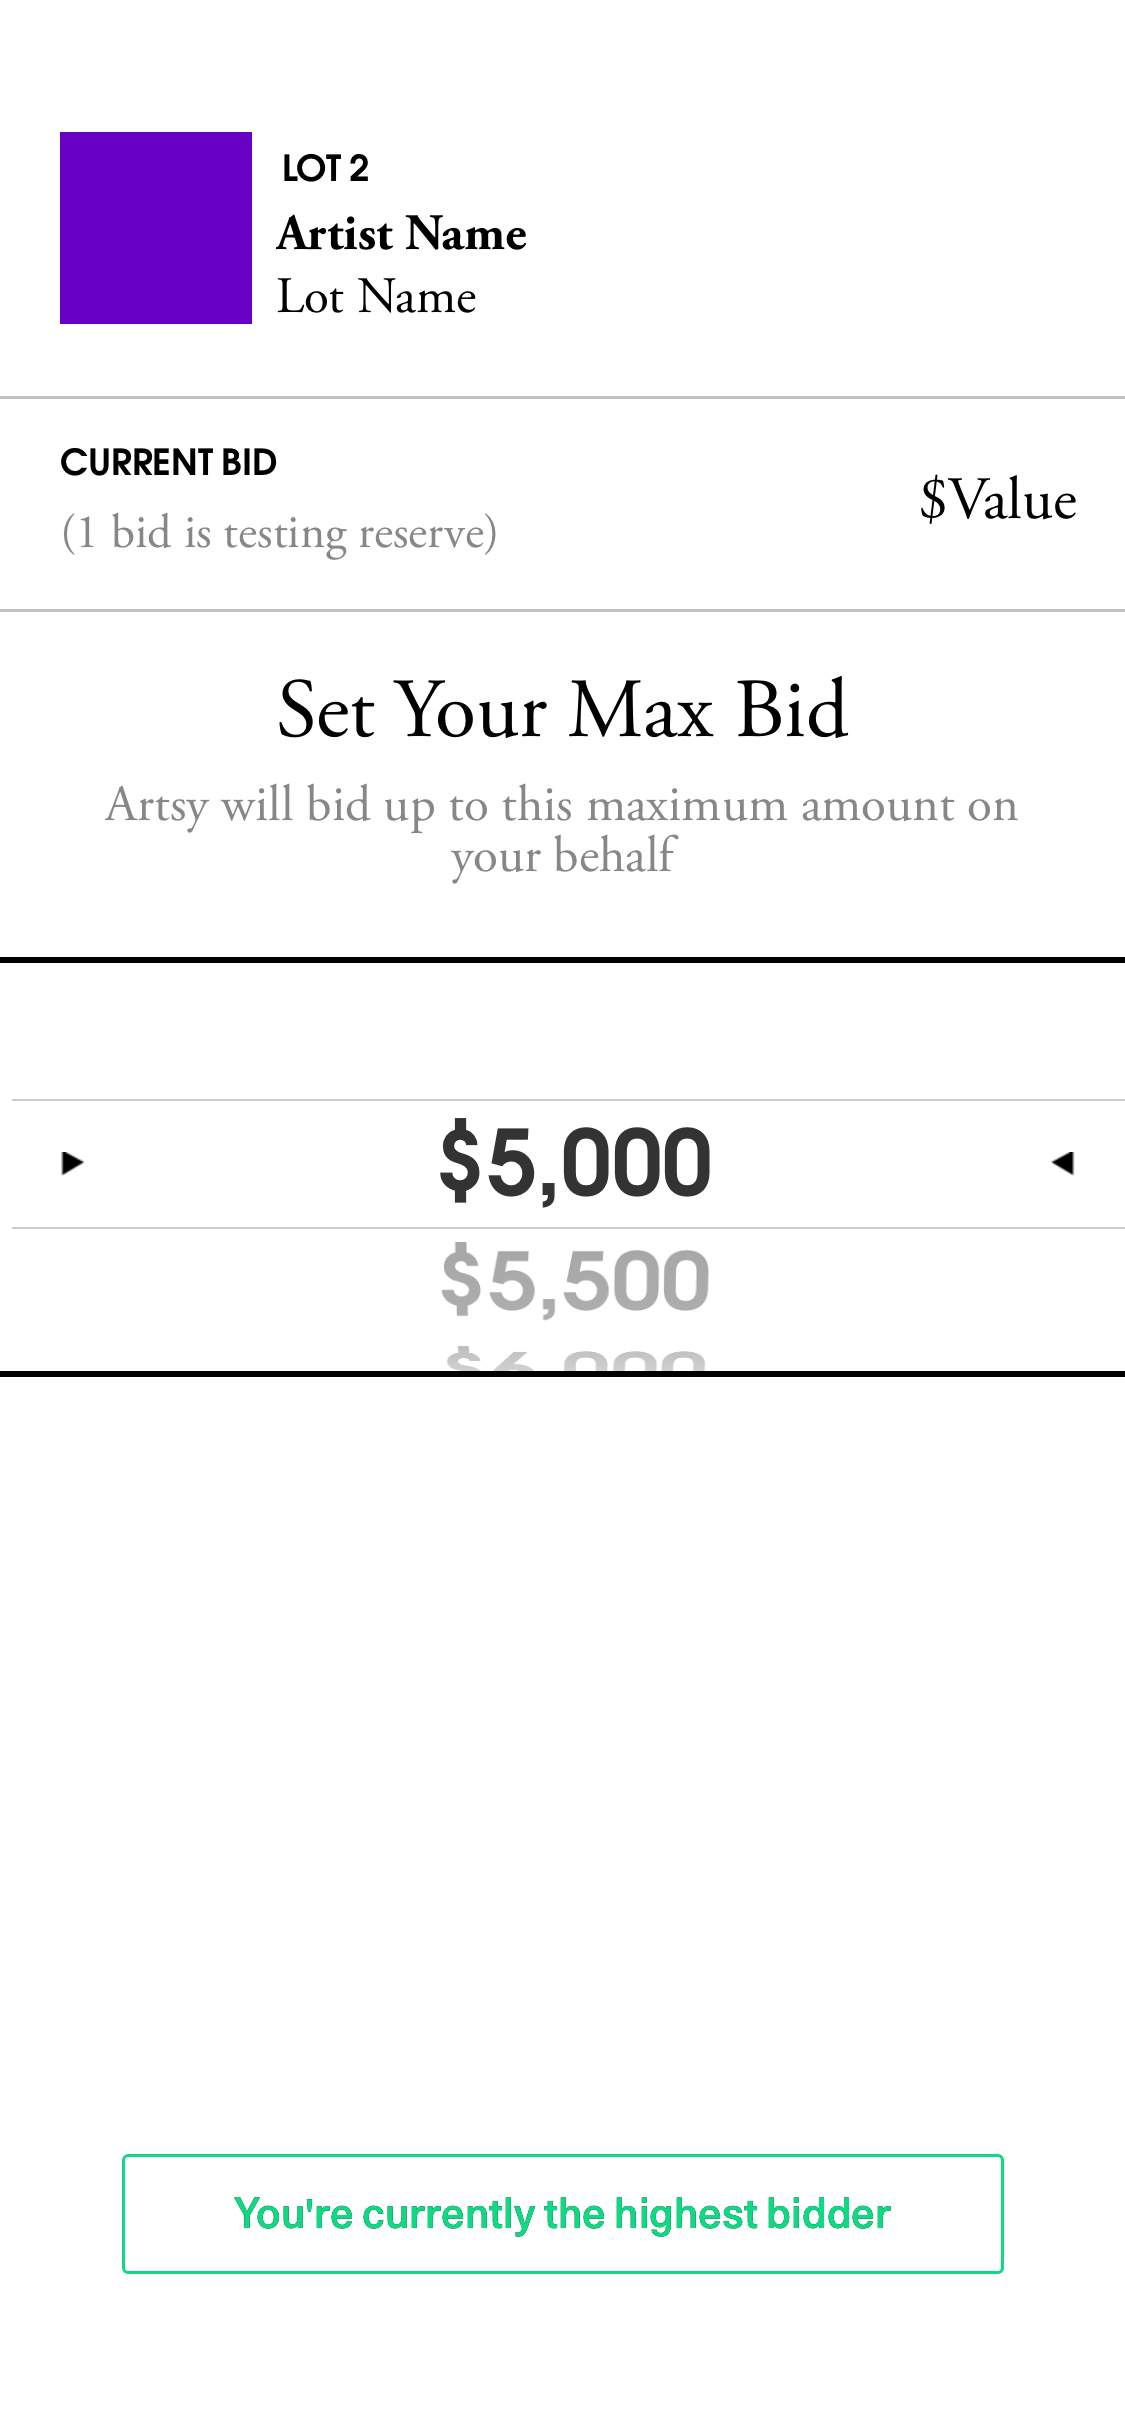 LOT 2
Artist Name
Lot Name
CURRENT BID
(1 bid is testing reserve)
$Value
Set Your Max Bid
Artsy will bid up to this maximum amount on
your behalf
$5,000
$5,500
$6,000
You're currently the highest bidder